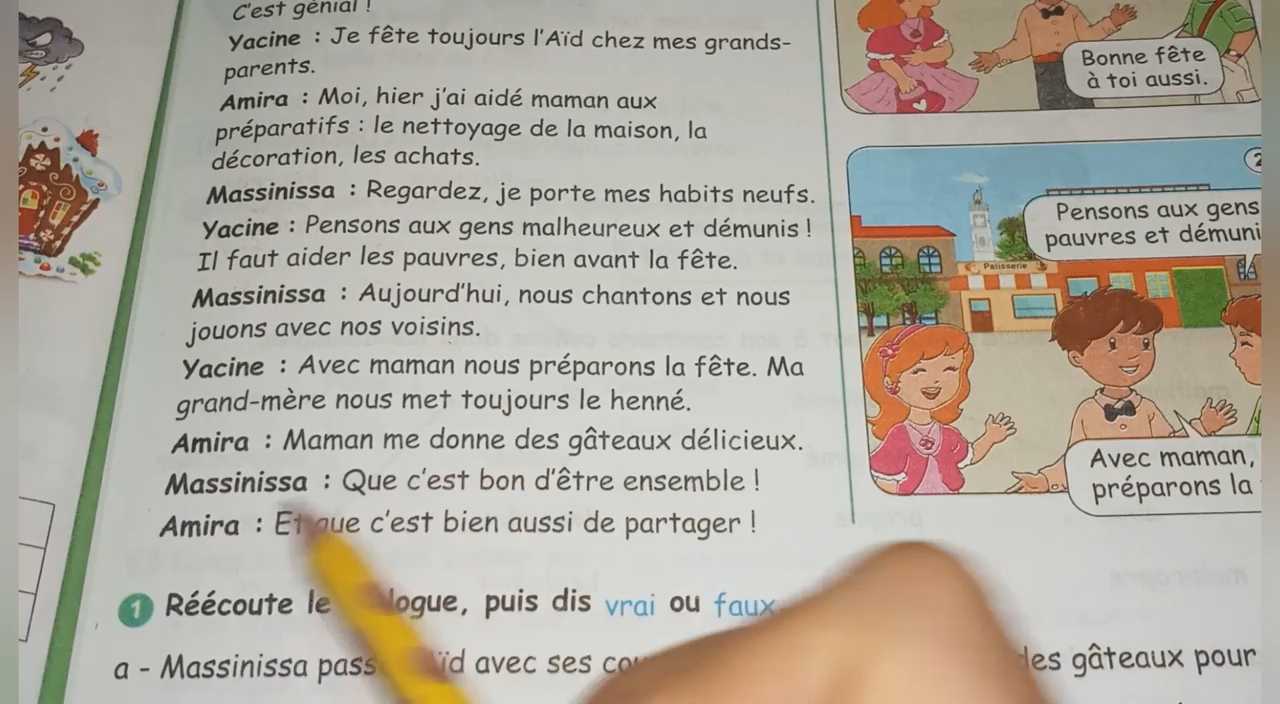 C'est génial !
Yacine : Je fête toujours l'Aïd chez mes grands-
parents.
Amira : Moi, hier j'ai aidé maman aux
préparatifs : le nettoyage de la maison, la
décoration, les achats.
Massinissa : Regardez, je porte mes habits neufs.
Yacine : Pensons aux gens malheureux et démunis !
Il faut aider les pauvres, bien avant la fête.
Massinissa : Aujourd'hui, nous chantons et nous
jouons avec nos voisins.
Yacine : Avec maman nous préparons la fête. Ma
grand-mère nous met toujours le henné.
Amira : Maman me donne des gâteaux délicieux.
Massinissa : Que c'est bon d'être ensemble !
Amira : Et que c'est bien aussi de partager !
1 Réécoute le logue, puis dis vrai ou faux.
a - Massinissa pass ïd avec ses des gâteaux pour
Bonne fête
à toi aussi.
2
Pensons aux gens
pauvres et démuni
Patisserie
Avec maman,
préparons la